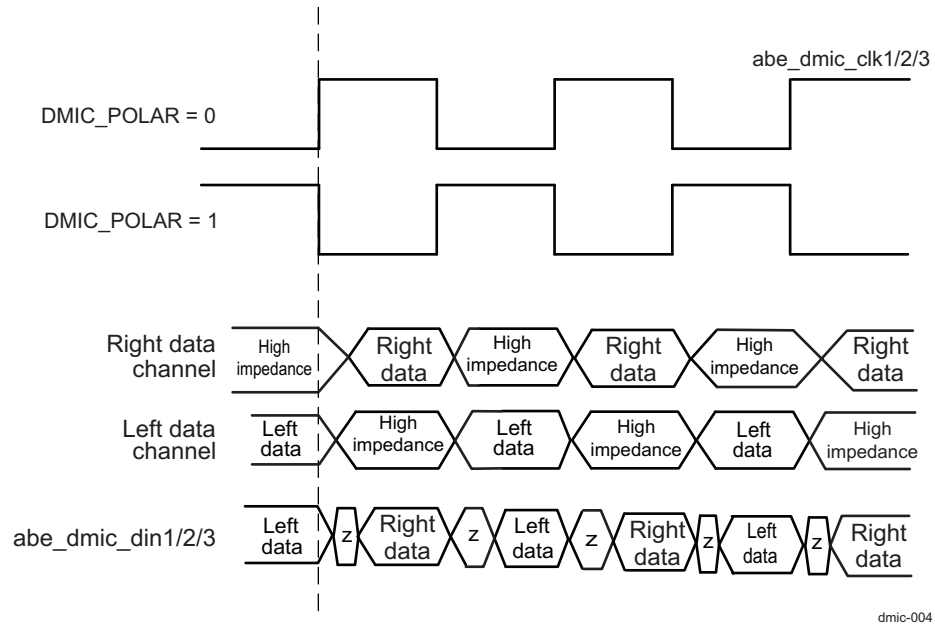 abe_dmic_clk1/2/3
DMIC_POLAR = 0
DMIC_POLAR = 1
Right data
channel
High
impedance
Right
data
High
impedance
Right
data
High
impedance
Right
data
Left data
channel
Left
data
High
impedance
Left
data
High
impedance
Left
data
High
impedance
abe_dmic_din1/2/3
Left
data
z
Right
data
z
Left
data
z
Right
data
z
Left
data
z
Right
data
dmic-004